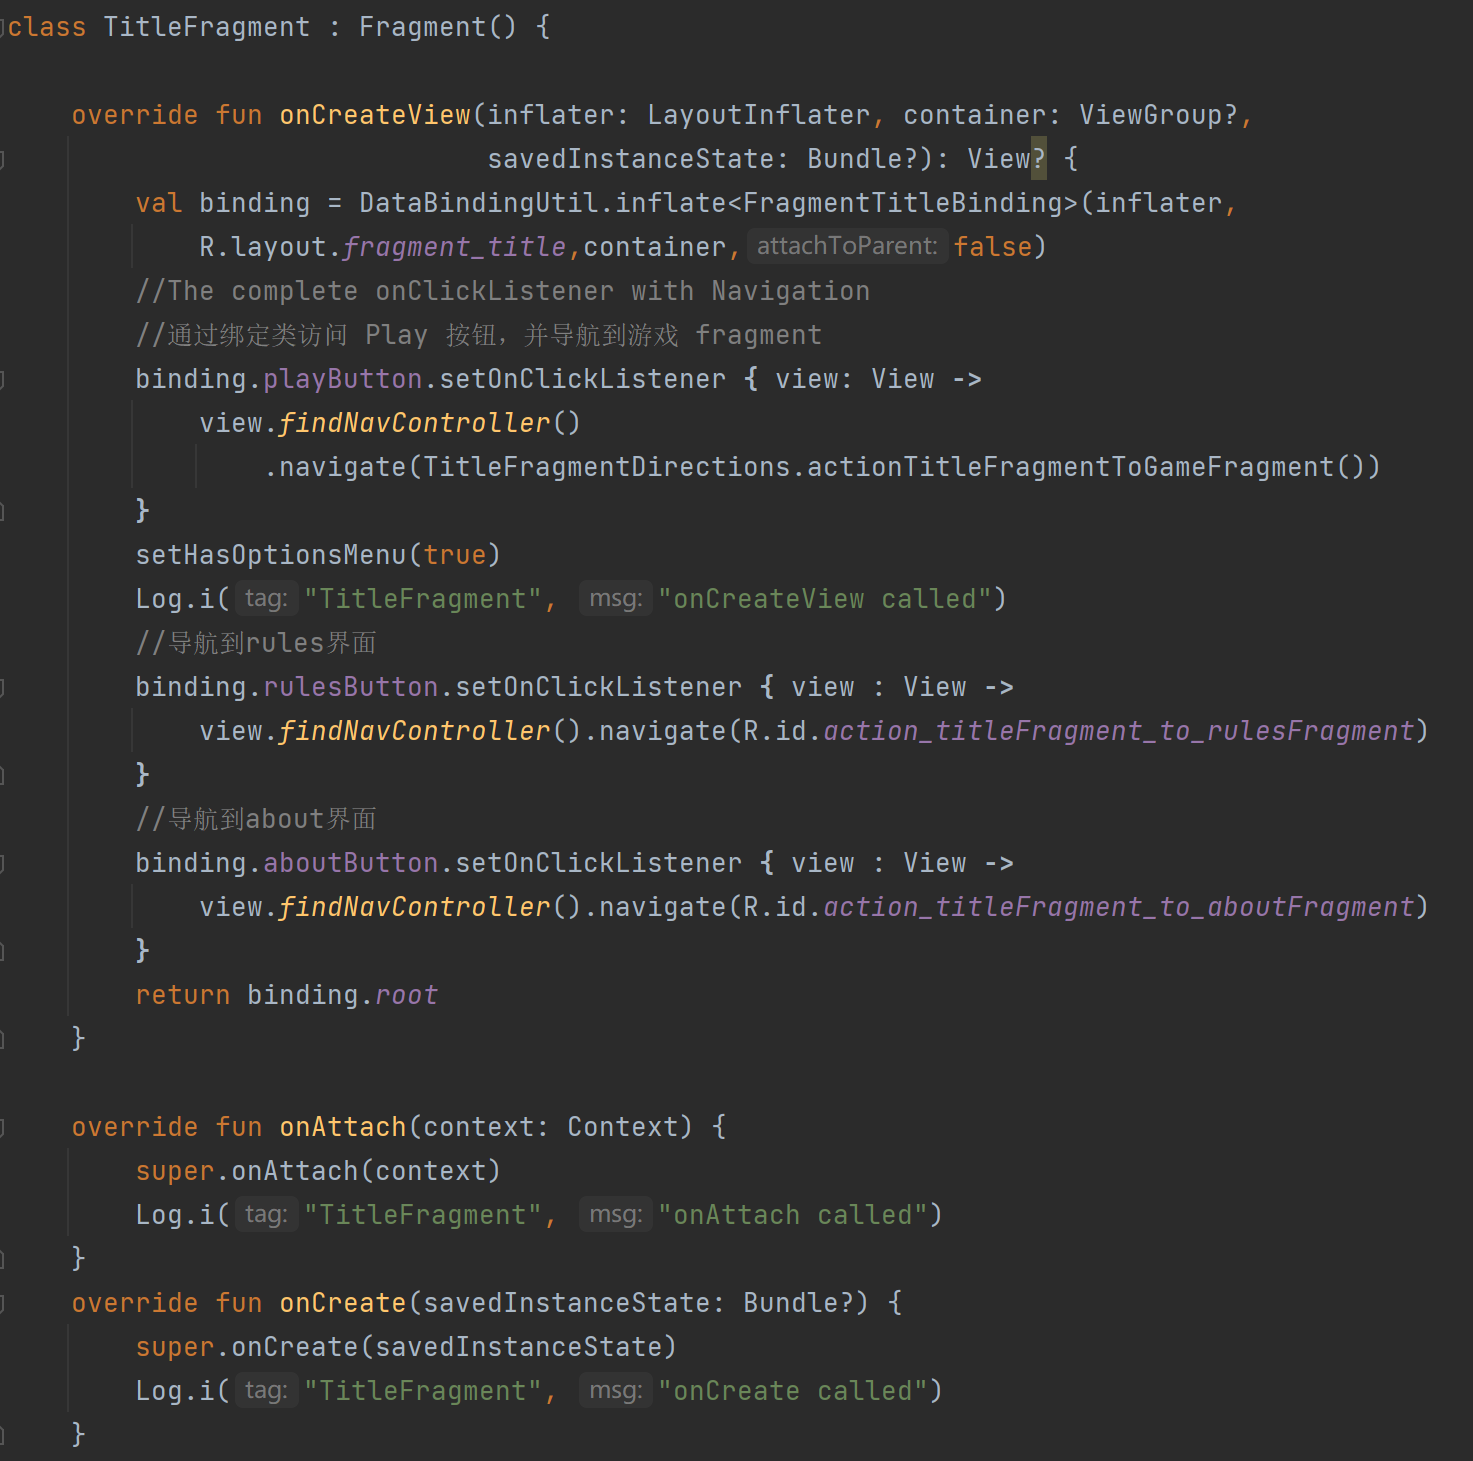 class TitleFragment : Fragment() {
override fun onCreateView(inflater: LayoutInflater, container: ViewGroup?,
savedInstanceState: Bundle?): View? {
val binding = DataBindingUtil.inflate<FragmentTitleBinding>(inflater,
R.layout.fragment_title,container, attachToParent: false)
//The complete onClickListener with Navigation
//通过绑定类访问 Play 按钮，并导航到游戏 fragment
binding.playButton.setOnClickListener { view: View ->
view.findNavController()
.navigate(TitleFragmentDirections.actionTitleFragmentToGameFragment())
}
setHasOptionsMenu(true)
Log.i( tag: "TitleFragment", msg: "onCreateView called")
//导航到rules界面
binding.rulesButton.setOnClickListener { view : View ->
view.findNavController().navigate(R.id.action_titleFragment_to_rulesFragment)
}
//导航到about界面
binding.aboutButton.setOnClickListener { view : View ->
view.findNavController().navigate(R.id.action_titleFragment_to_aboutFragment)
}
return binding.root
}
override fun onAttach(context: Context) {
super.onAttach(context)
Log.i( tag: "TitleFragment", msg: "onAttach called")
}
override fun onCreate(savedInstanceState: Bundle?) {
super.onCreate(savedInstanceState)
Log.i( tag: "TitleFragment", msg: "onCreate called")
}